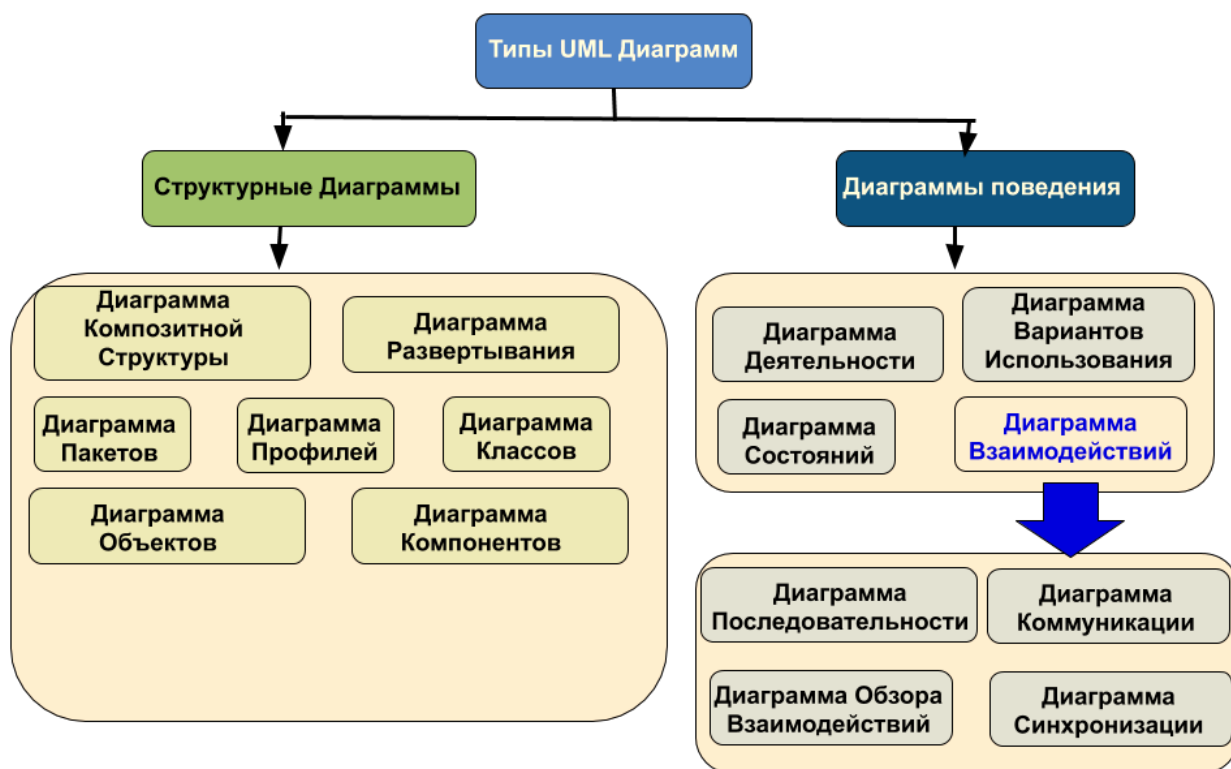 Типы UML Диаграмм
Структурные Диаграммы
Диаграммы поведения
Диаграмма
Композитной
Структуры
Диаграмма
Развертывания
Диаграмма
Пакетов
Диаграмма
Профилей
Диаграмма
Классов
Диаграмма
Объектов
Диаграмма
Компонентов
Диаграмма
Деятельности
Диаграмма
Вариантов
Использования
Диаграмма
Состояний
Диаграмма
Взаимодействий
Диаграмма
Последовательности
Диаграмма
Коммуникации
Диаграмма Обзора
Взаимодействий
Диаграмма
Синхронизации